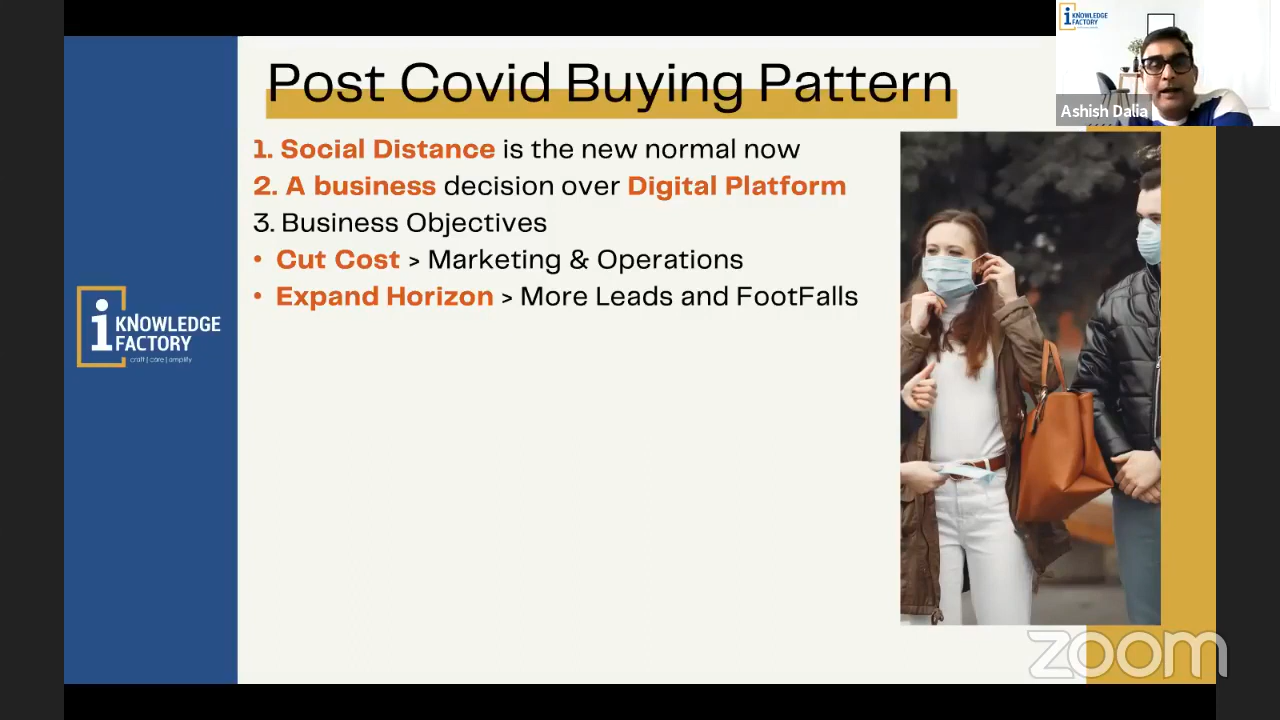 Post Covid Buying Pattern
1. Social Distance is the new normal now
2. A business decision over Digital Platform
3. Business Objectives
• Cut Cost > Marketing & Operations
• Expand Horizon > More Leads and FootFalls
i KNOWLEDGE
FACTORY
craft | care | amplify
i KNOWLEDGE
FACTORY
Ashish Dalia
zoom